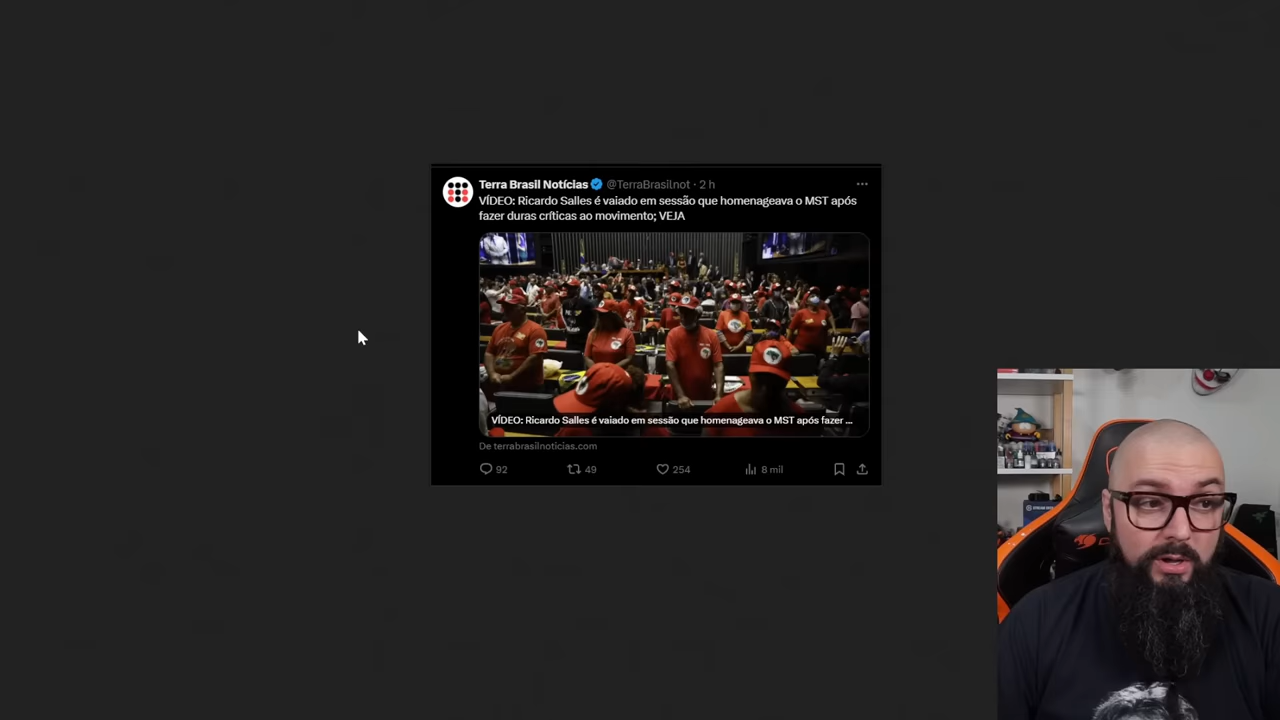 Terra Brasil Notícias @TerraBrasilnot · 2 h
VÍDEO: Ricardo Salles é vaiado em sessão que homenageava o MST após
fazer duras críticas ao movimento; VEJA
VÍDEO: Ricardo Salles é vaiado em sessão que homenageava o MST após fazer ...
De terrabrasilnoticias.com
92 49 254 8 mil